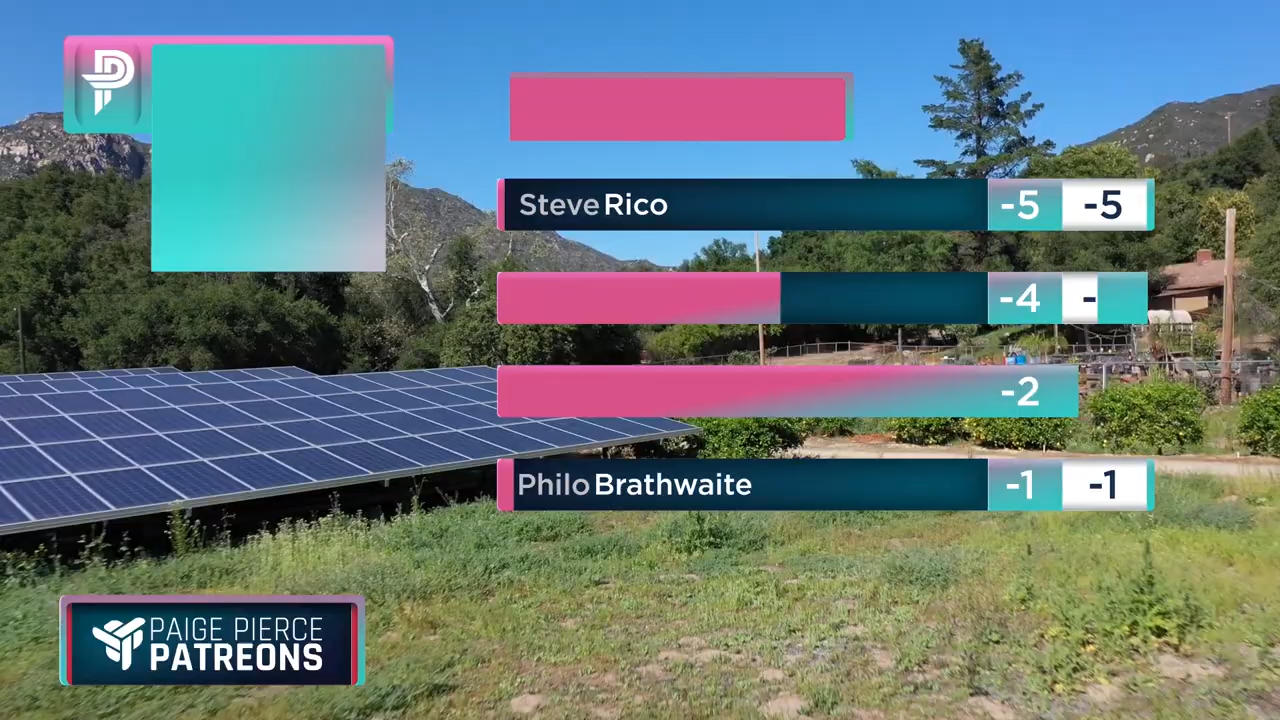 Steve Rico -5 -5
-4 -
-2
Philo Brathwaite -1 -1
PAIGE PIERCE
PATREONS